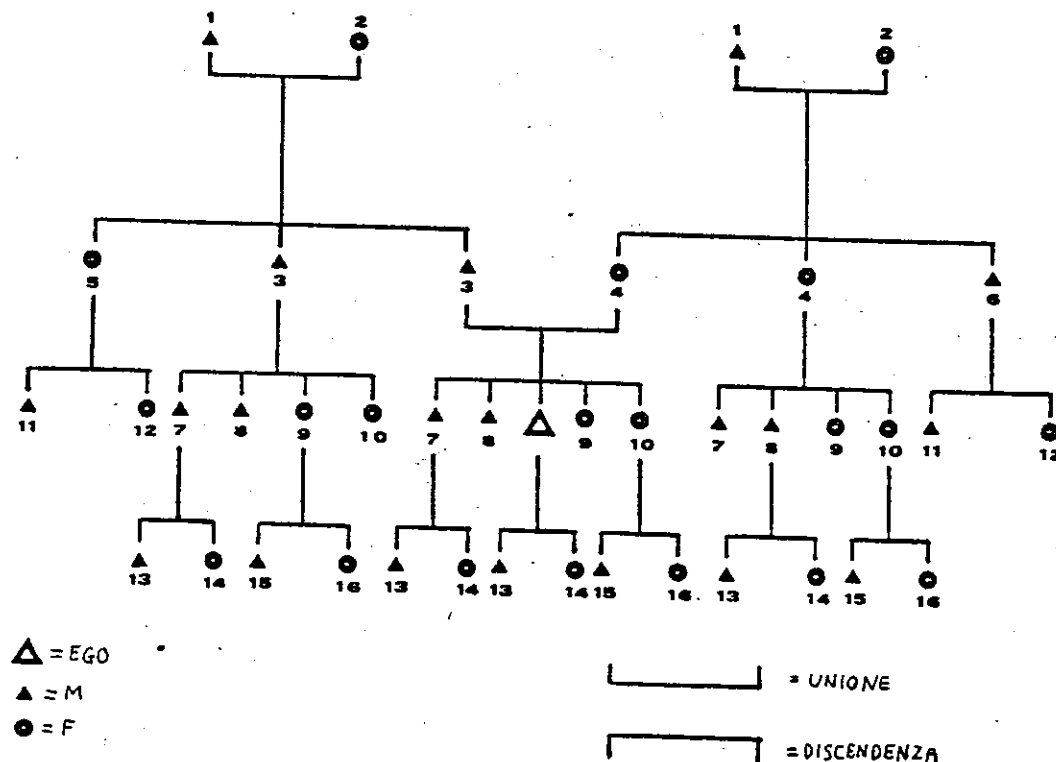 1 2 1 2
5 3 3 4 4 6
11 12 7 8 9 10 7 8 9 10 7 8 9 10 11 12
13 14 15 16 13 14 13 14 15 16 13 14 15 16
= EGO
= M
= F
= UNIONE
= DISCENDENZA